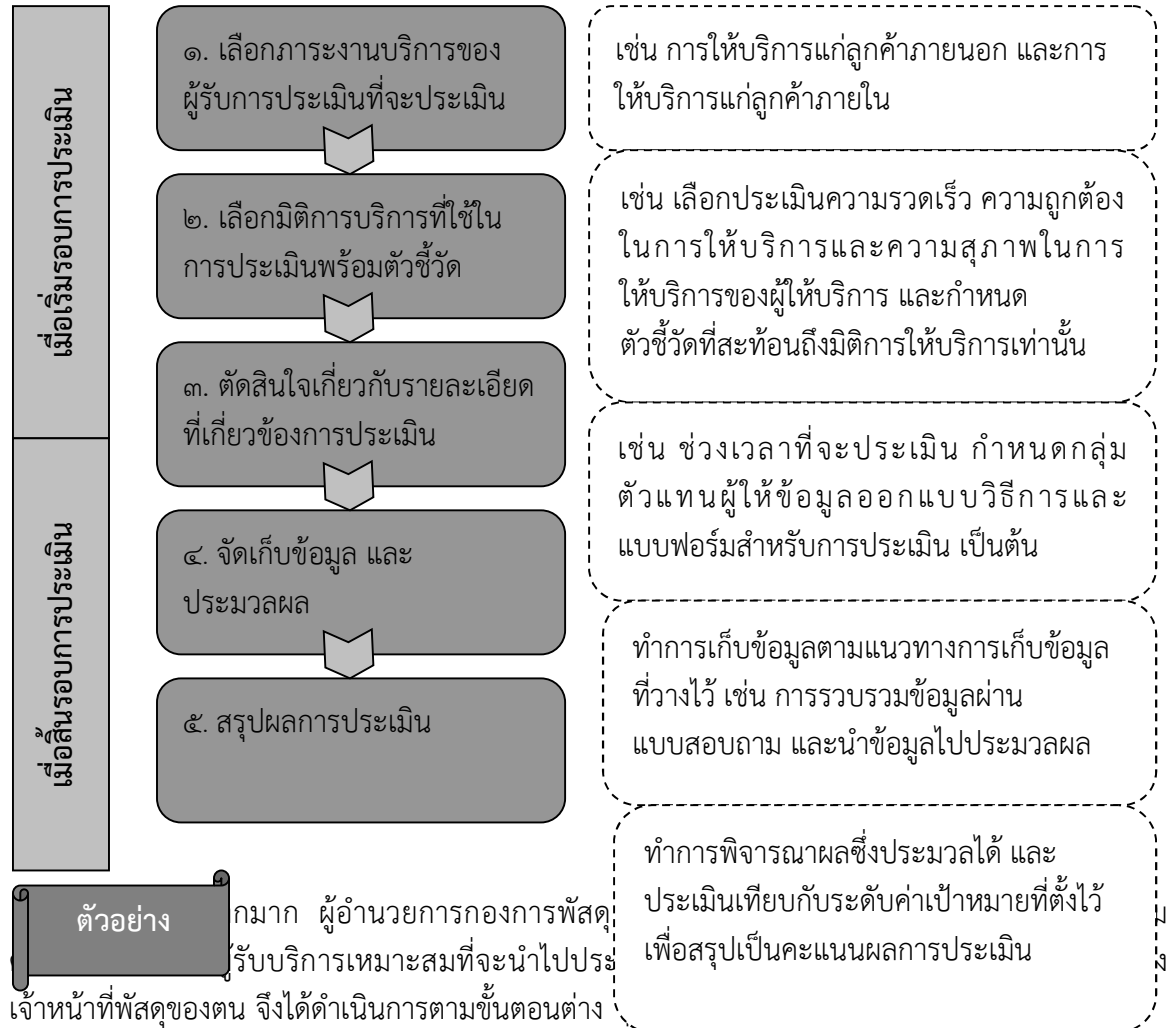 เมื่อเริ่มรอบการประเมิน
๑. เลือกภาระงานบริการของ
ผู้รับการประเมินที่จะประเมิน
เช่น การให้บริการแก่ลูกค้าภายนอก และการ
ให้บริการแก่ลูกค้าภายใน
๒. เลือกมิติการบริการที่ใช้ใน
การประเมินพร้อมตัวชี้วัด
เช่น เลือกประเมินความรวดเร็ว ความถูกต้อง
ในการให้บริการและความสุภาพในการ
ให้บริการของผู้ให้บริการ และกำหนด
ตัวชี้วัดที่สะท้อนถึงมิติการให้บริการเท่านั้น
๓. ตัดสินใจเกี่ยวกับรายละเอียด
ที่เกี่ยวข้องการประเมิน
เช่น ช่วงเวลาที่จะประเมิน กำหนดกลุ่ม
ตัวแทนผู้ให้ข้อมูลออกแบบวิธีการและ
แบบฟอร์มสำหรับการประเมิน เป็นต้น
เมื่อสิ้นรอบการประเมิน
๔. จัดเก็บข้อมูล และ
ประมวลผล
ทำการเก็บข้อมูลตามแนวทางการเก็บข้อมูล
ที่วางไว้ เช่น การรวบรวมข้อมูลผ่าน
แบบสอบถาม และนำข้อมูลไปประมวลผล
๕. สรุปผลการประเมิน
ทำการพิจารณาผลซึ่งประมวลได้ และ
ประเมินเทียบกับระดับค่าเป้าหมายที่ตั้งไว้
เพื่อสรุปเป็นคะแนนผลการประเมิน
ตัวอย่าง
กมาก ผู้อำนวยการกองการพัสดุ
รับบริการเหมาะสมที่จะนำไปประ
เจ้าหน้าที่พัสดุของตน จึงได้ดำเนินการตามขั้นตอนต่าง